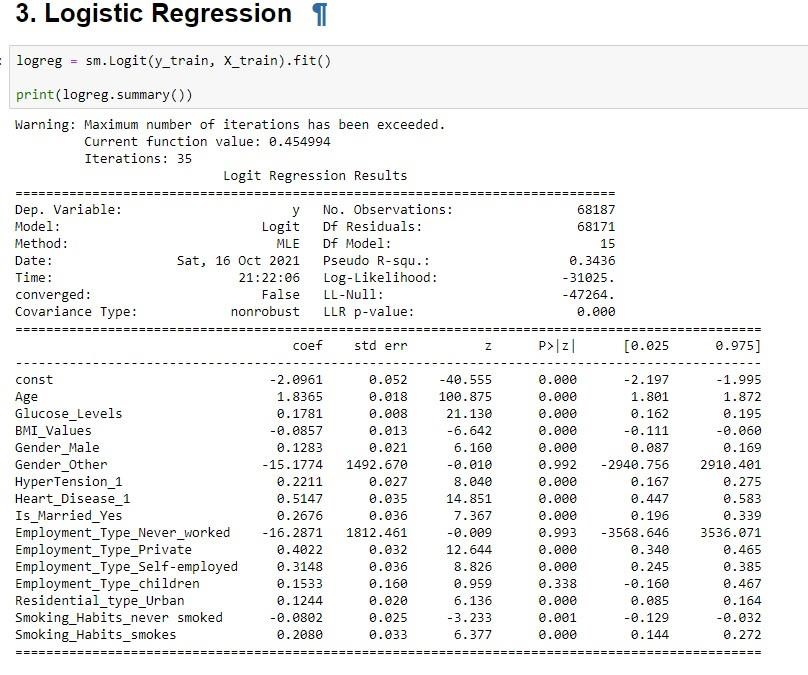 3. Logistic Regression ¶
logreg = sm.Logit(y_train, X_train).fit()
print(logreg.summary())
Warning: Maximum number of iterations has been exceeded.
Current function value: 0.454994
Iterations: 35
Logit Regression Results
==============================================================================
Dep. Variable: y No. Observations: 68187
Model: Logit Df Residuals: 68171
Method: MLE Df Model: 15
Date: Sat, 16 Oct 2021 Pseudo R-squ.: 0.3436
Time: 21:22:06 Log-Likelihood: -31025.
converged: False LL-Null: -47264.
Covariance Type: nonrobust LLR p-value: 0.000
==============================================================================
coef std err z P>|z| [0.025 0.975]
------------------------------------------------------------------------------
const -2.0961 0.052 -40.555 0.000 -2.197 -1.995
Age 1.8365 0.018 100.875 0.000 1.801 1.872
Glucose_Levels 0.1781 0.008 21.130 0.000 0.162 0.195
BMI_Values -0.0857 0.013 -6.642 0.000 -0.111 -0.060
Gender_Male 0.1283 0.021 6.160 0.000 0.087 0.169
Gender_Other -15.1774 1492.670 -0.010 0.992 -2940.756 2910.401
HyperTension_1 0.2211 0.027 8.040 0.000 0.167 0.275
Heart_Disease_1 0.5147 0.035 14.851 0.000 0.447 0.583
Is_Married_Yes 0.2676 0.036 7.367 0.000 0.196 0.339
Employment_Type_Never_worked -16.2871 1812.461 -0.009 0.993 -3568.646 3536.071
Employment_Type_Private 0.4022 0.032 12.644 0.000 0.340 0.465
Employment_Type_Self-employed 0.3148 0.036 8.826 0.000 0.245 0.385
Employment_Type_children 0.1533 0.160 0.959 0.338 -0.160 0.467
Residential_type_Urban 0.1244 0.020 6.136 0.000 0.085 0.164
Smoking_Habits_never smoked -0.0802 0.025 -3.233 0.001 -0.129 -0.032
Smoking_Habits_smokes 0.2080 0.033 6.377 0.000 0.144 0.272
==============================================================================